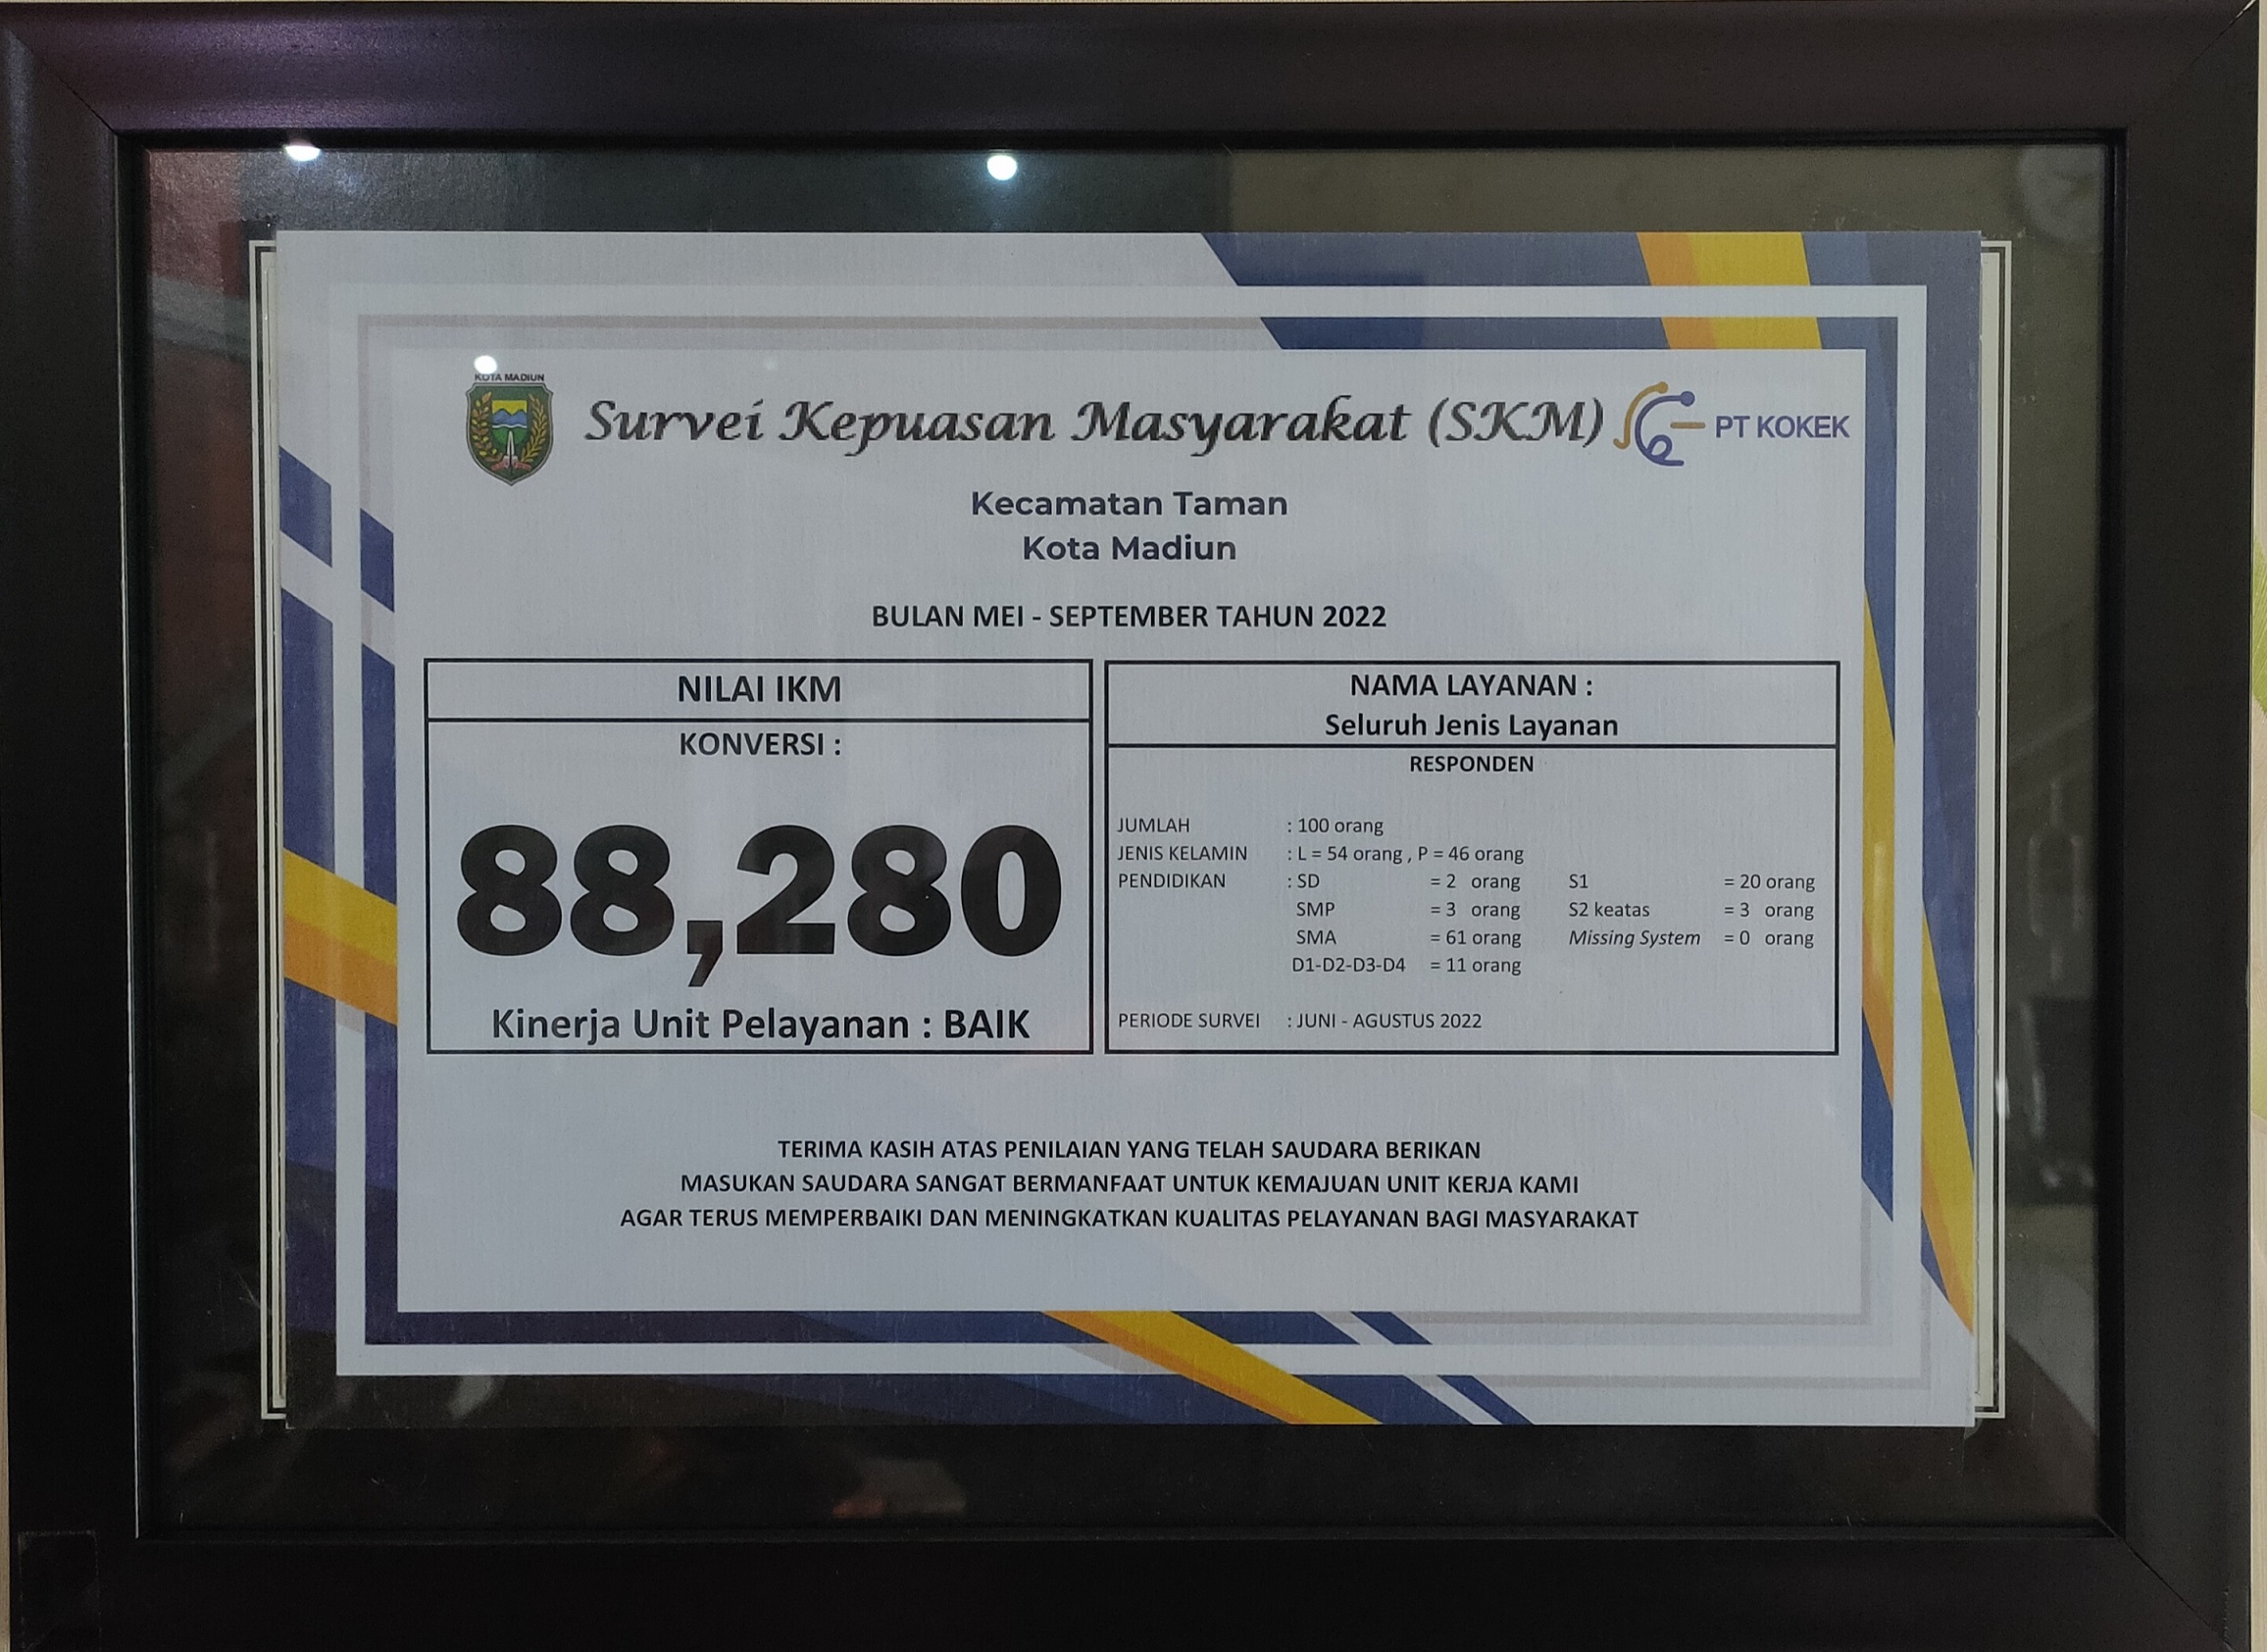 KOTA MADIUN
Survei Kepuasan Masyarakat (SKM)
PT KOKEK
Kecamatan Taman
Kota Madiun
BULAN MEI - SEPTEMBER TAHUN 2022
NILAI IKM
KONVERSI :
88,280
Kinerja Unit Pelayanan : BAIK
NAMA LAYANAN :
Seluruh Jenis Layanan
RESPONDEN
JUMLAH : 100 orang
JENIS KELAMIN : L = 54 orang , P = 46 orang
PENDIDIKAN : SD = 2 orang S1 = 20 orang
SMP = 3 orang S2 keatas = 3 orang
SMA = 61 orang Missing System = 0 orang
D1-D2-D3-D4 = 11 orang
PERIODE SURVEI : JUNI - AGUSTUS 2022
TERIMA KASIH ATAS PENILAIAN YANG TELAH SAUDARA BERIKAN
MASUKAN SAUDARA SANGAT BERMANFAAT UNTUK KEMAJUAN UNIT KERJA KAMI
AGAR TERUS MEMPERBAIKI DAN MENINGKATKAN KUALITAS PELAYANAN BAGI MASYARAKAT